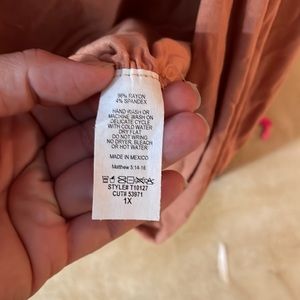 96% RAYON
4% SPANDEX
HAND WASH OR
MACHINE WASH ON
DELICATE CYCLE
WITH COLD WATER
DRY FLAT
DO NOT WRING
NO DRYER, BLEACH
OR HOT WATER
MADE IN MEXICO
Matthew 5:14-16
STYLE# T10127
CUT# 53971
1X